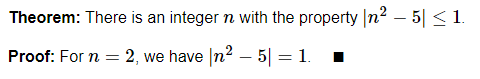 Theorem: There is an integer n with the property |n² − 5| ≤ 1.
Proof: For n = 2, we have |n² − 5| = 1. ■